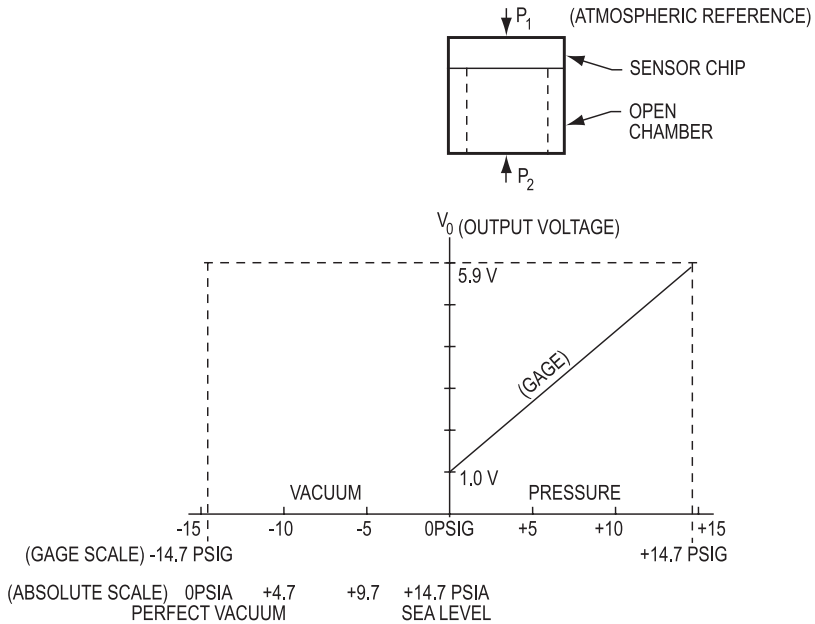 P1 (ATMOSPHERIC REFERENCE)
SENSOR CHIP
OPEN
CHAMBER
P2
V0 (OUTPUT VOLTAGE)
5.9 V
(GAGE)
1.0 V
VACUUM PRESSURE
-15 -10 -5 0PSIG +5 +10 +15
(GAGE SCALE) -14.7 PSIG +14.7 PSIG
(ABSOLUTE SCALE) 0PSIA +4.7 +9.7 +14.7 PSIA
PERFECT VACUUM SEA LEVEL